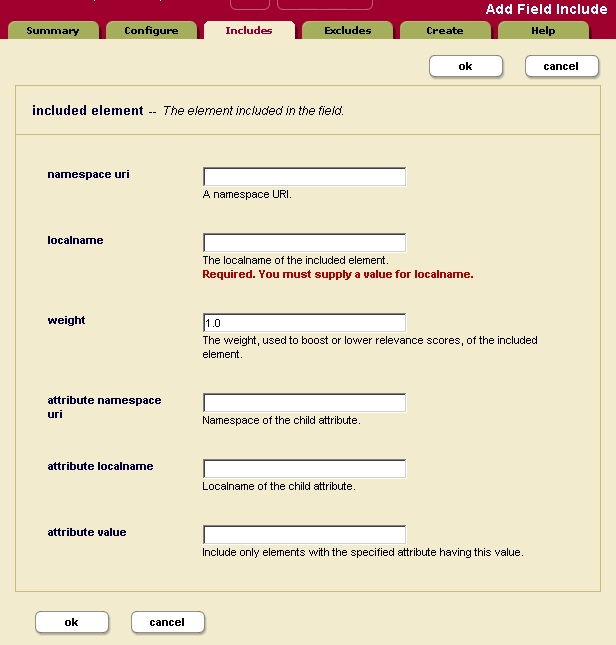 Add Field Include
Summary Configure Includes Excludes Create Help
ok cancel
included element -- The element included in the field.
namespace uri
A namespace URI.
localname
The localname of the included element.
Required. You must supply a value for localname.
weight
1.0
The weight, used to boost or lower relevance scores, of the included
element.
attribute namespace
uri
Namespace of the child attribute.
attribute localname
Localname of the child attribute.
attribute value
Include only elements with the specified attribute having this value.
ok cancel